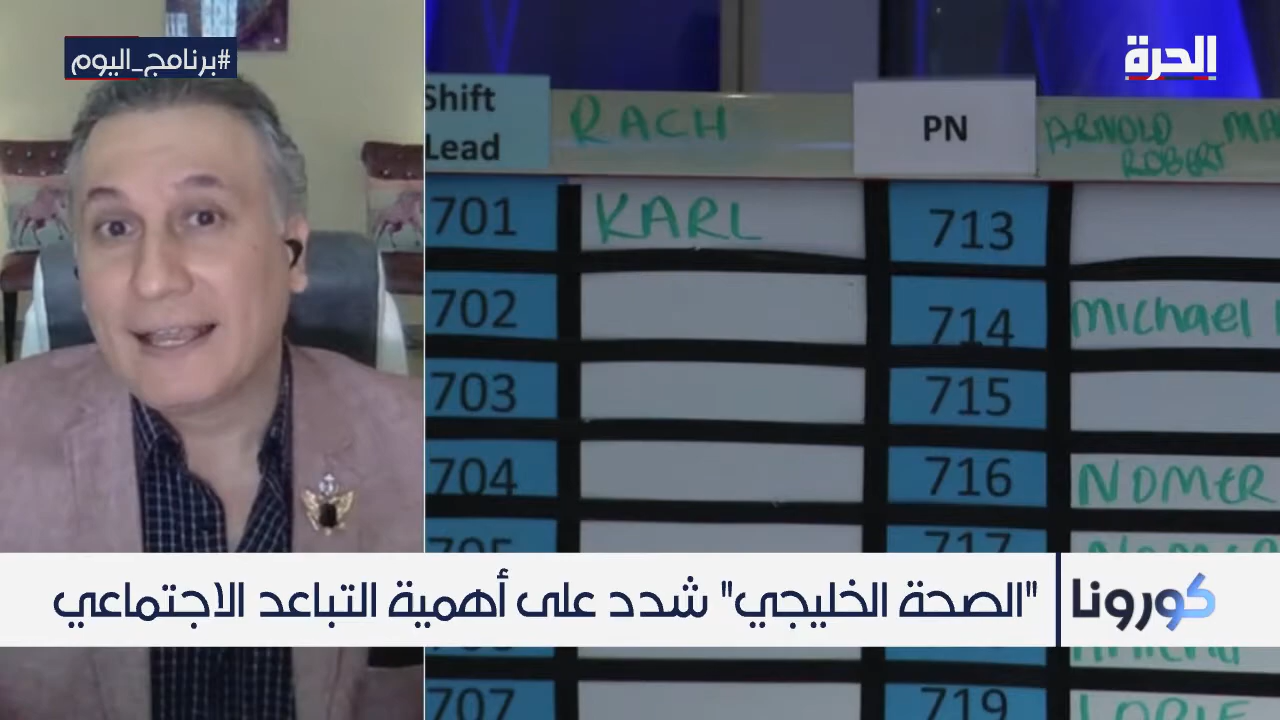 #برنامج_اليوم
الحرة
Shift
Lead
RACH
PN
ARNOLD
ROBERT
701
KARL
713
702
714
Michael
703
715
704
716
NOMER
717
كورونا
"الصحة الخليجي" شدد على أهمية التباعد الاجتماعي
707
719